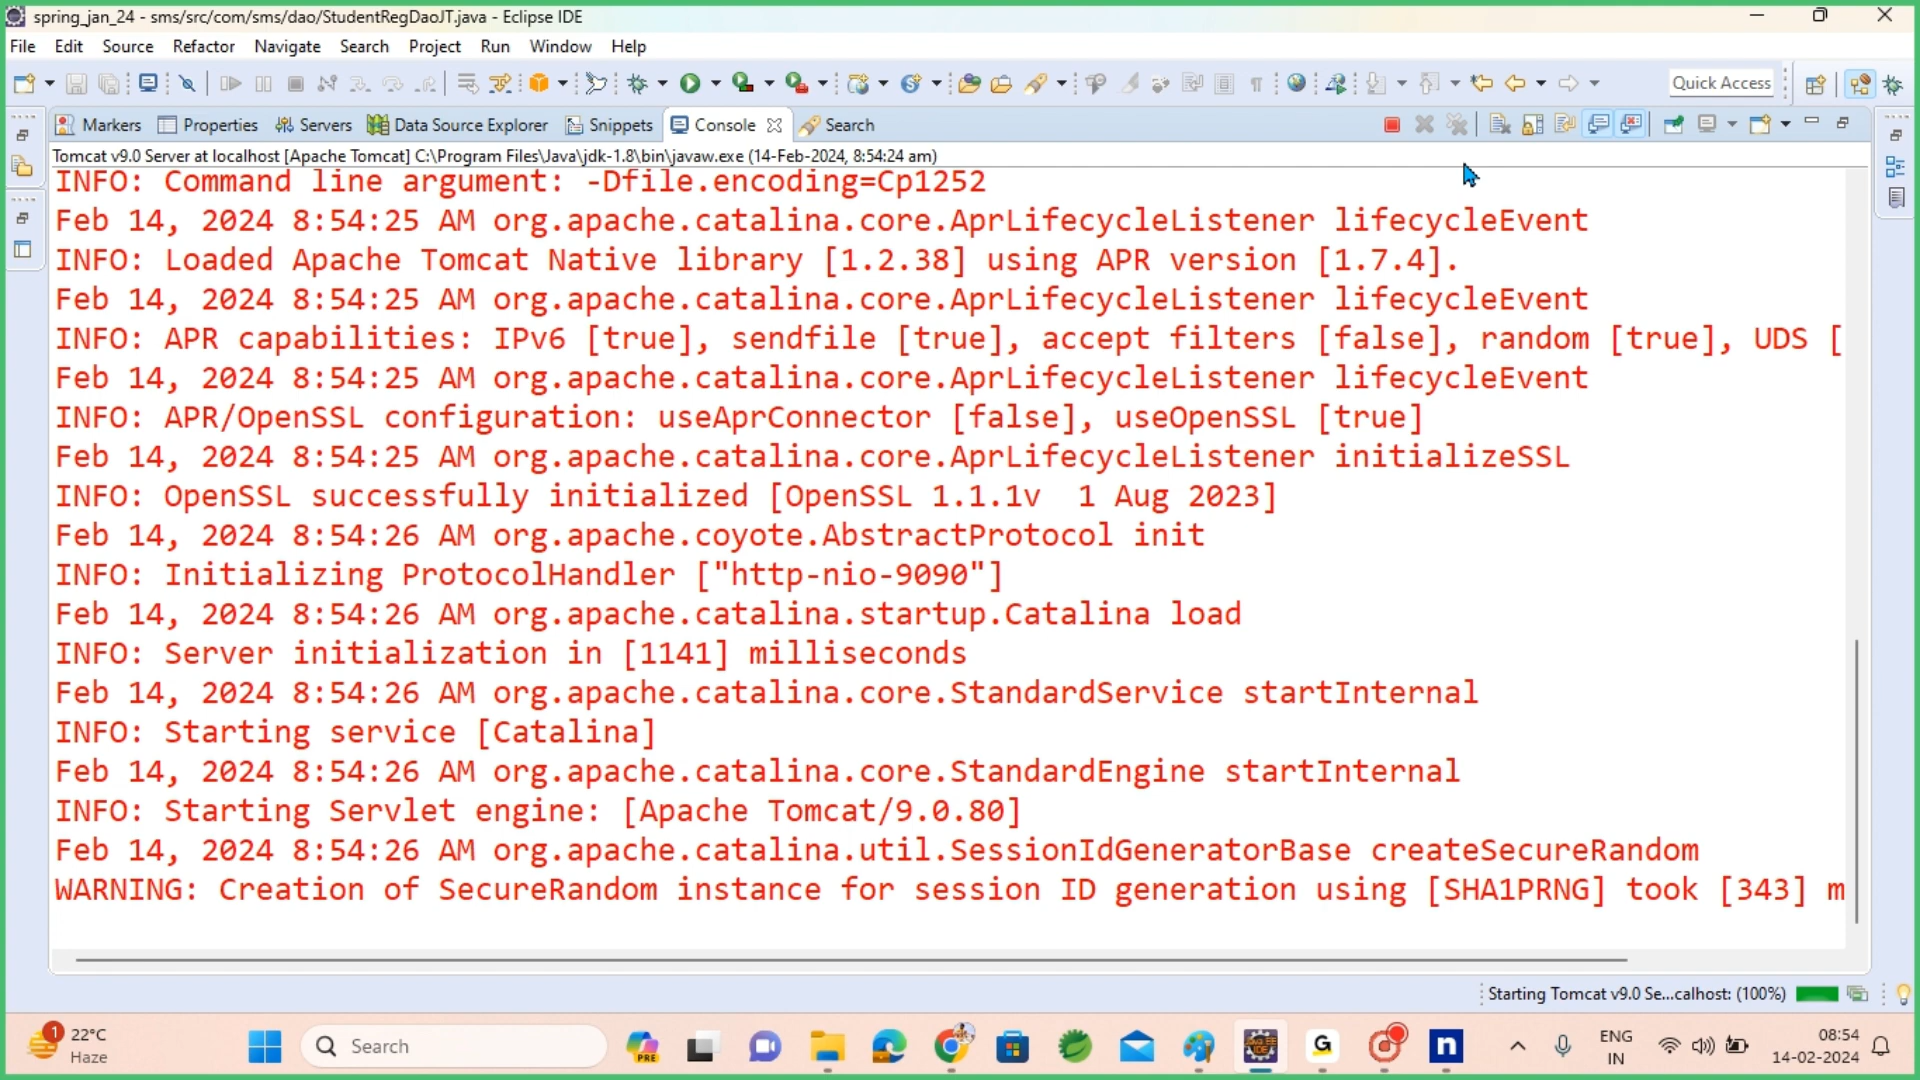 spring_jan_24 - sms/src/com/sms/dao/StudentRegDaoJT.java - Eclipse IDE
File Edit Source Refactor Navigate Search Project Run Window Help
Quick Access
Markers Properties Servers Data Source Explorer Snippets Console Search
Tomcat v9.0 Server at localhost [Apache Tomcat] C:\Program Files\Java\jdk-1.8\bin\javaw.exe (14-Feb-2024, 8:54:24 am)
INFO: Command line argument: -Dfile.encoding=Cp1252
Feb 14, 2024 8:54:25 AM org.apache.catalina.core.AprLifecycleListener lifecycleEvent
INFO: Loaded Apache Tomcat Native library [1.2.38] using APR version [1.7.4].
Feb 14, 2024 8:54:25 AM org.apache.catalina.core.AprLifecycleListener lifecycleEvent
INFO: APR capabilities: IPv6 [true], sendfile [true], accept filters [false], random [true], UDS [
Feb 14, 2024 8:54:25 AM org.apache.catalina.core.AprLifecycleListener lifecycleEvent
INFO: APR/OpenSSL configuration: useAprConnector [false], useOpenSSL [true]
Feb 14, 2024 8:54:25 AM org.apache.catalina.core.AprLifecycleListener initializeSSL
INFO: OpenSSL successfully initialized [OpenSSL 1.1.1v  1 Aug 2023]
Feb 14, 2024 8:54:26 AM org.apache.coyote.AbstractProtocol init
INFO: Initializing ProtocolHandler ["http-nio-9090"]
Feb 14, 2024 8:54:26 AM org.apache.catalina.startup.Catalina load
INFO: Server initialization in [1141] milliseconds
Feb 14, 2024 8:54:26 AM org.apache.catalina.core.StandardService startInternal
INFO: Starting service [Catalina]
Feb 14, 2024 8:54:26 AM org.apache.catalina.core.StandardEngine startInternal
INFO: Starting Servlet engine: [Apache Tomcat/9.0.80]
Feb 14, 2024 8:54:26 AM org.apache.catalina.util.SessionIdGeneratorBase createSecureRandom
WARNING: Creation of SecureRandom instance for session ID generation using [SHA1PRNG] took [343] m
Starting Tomcat v9.0 Se...calhost: (100%)
1 22°C
Haze
Search
PRE
G
n
ENG
IN
08:54
14-02-2024